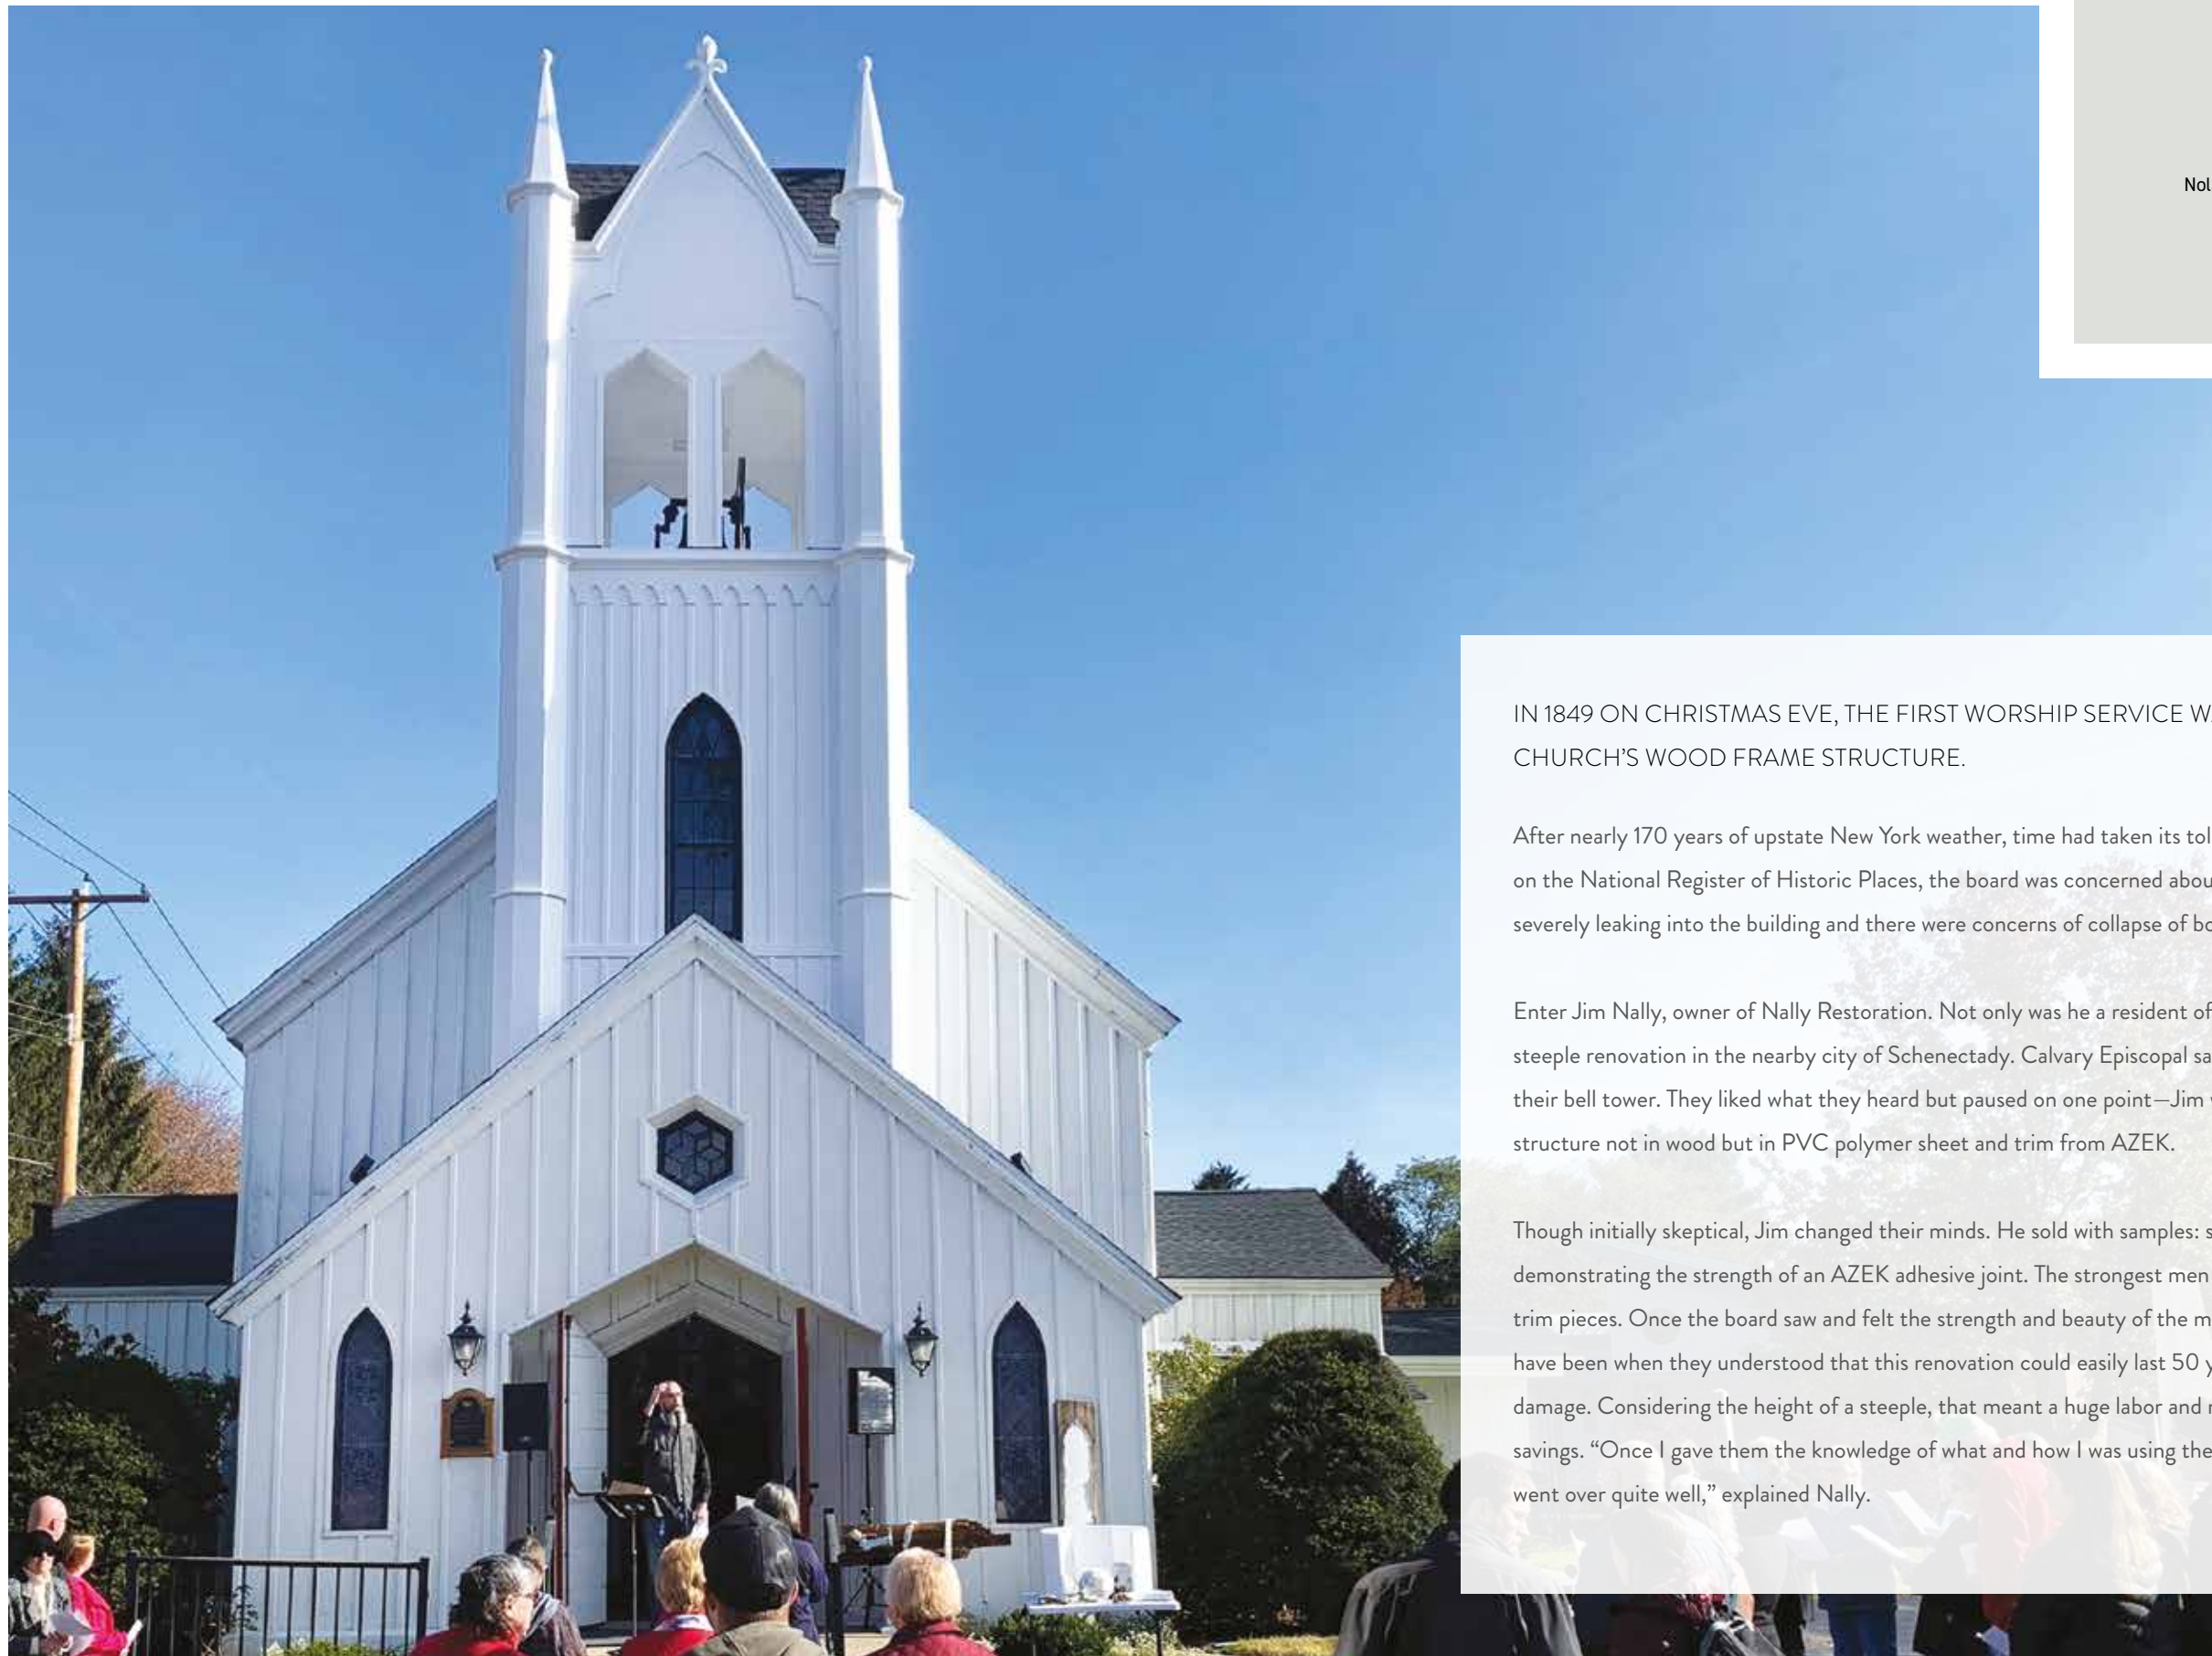 Nol
IN 1849 ON CHRISTMAS EVE, THE FIRST WORSHIP SERVICE W
CHURCH’S WOOD FRAME STRUCTURE.
After nearly 170 years of upstate New York weather, time had taken its tol
on the National Register of Historic Places, the board was concerned abou
severely leaking into the building and there were concerns of collapse of bo
Enter Jim Nally, owner of Nally Restoration. Not only was he a resident of
steeple renovation in the nearby city of Schenectady. Calvary Episcopal sa
their bell tower. They liked what they heard but paused on one point—Jim
structure not in wood but in PVC polymer sheet and trim from AZEK.
Though initially skeptical, Jim changed their minds. He sold with samples: s
demonstrating the strength of an AZEK adhesive joint. The strongest men
trim pieces. Once the board saw and felt the strength and beauty of the m
have been when they understood that this renovation could easily last 50 y
damage. Considering the height of a steeple, that meant a huge labor and
savings. “Once I gave them the knowledge of what and how I was using the
went over quite well,” explained Nally.